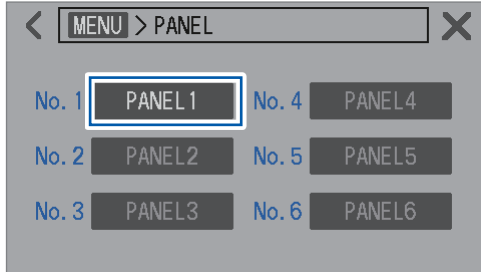 < MENU > PANEL X
No. 1 PANEL1 No. 4 PANEL4
No. 2 PANEL2 No. 5 PANEL5
No. 3 PANEL3 No. 6 PANEL6